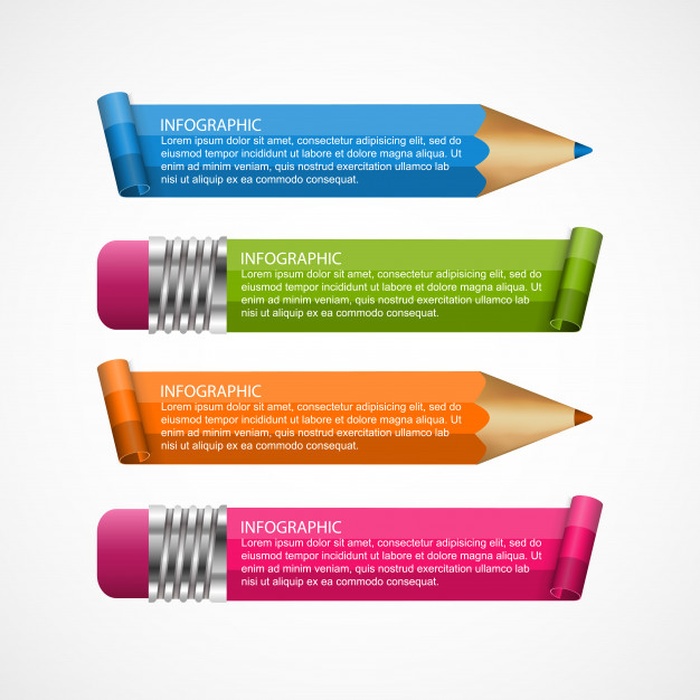 INFOGRAPHIC
Lorem ipsum dolor sit amet, consectetur adipisicing elit, sed do
eiusmod tempor incididunt ut labore et dolore magna aliqua. Ut
enim ad minim veniam, quis nostrud exercitation ullamco lab
nisi ut aliquip ex ea commodo consequat.
INFOGRAPHIC
Lorem ipsum dolor sit amet, consectetur adipisicing elit, sed do
eiusmod tempor incididunt ut labore et dolore magna aliqua. Ut
enim ad minim veniam, quis nostrud exercitation ullamco lab
nisi ut aliquip ex ea commodo consequat.
INFOGRAPHIC
Lorem ipsum dolor sit amet, consectetur adipisicing elit, sed do
eiusmod tempor incididunt ut labore et dolore magna aliqua. Ut
enim ad minim veniam, quis nostrud exercitation ullamco lab
nisi ut aliquip ex ea commodo consequat.
INFOGRAPHIC
Lorem ipsum dolor sit amet, consectetur adipisicing elit, sed do
eiusmod tempor incididunt ut labore et dolore magna aliqua. Ut
enim ad minim veniam, quis nostrud exercitation ullamco lab
nisi ut aliquip ex ea commodo consequat.